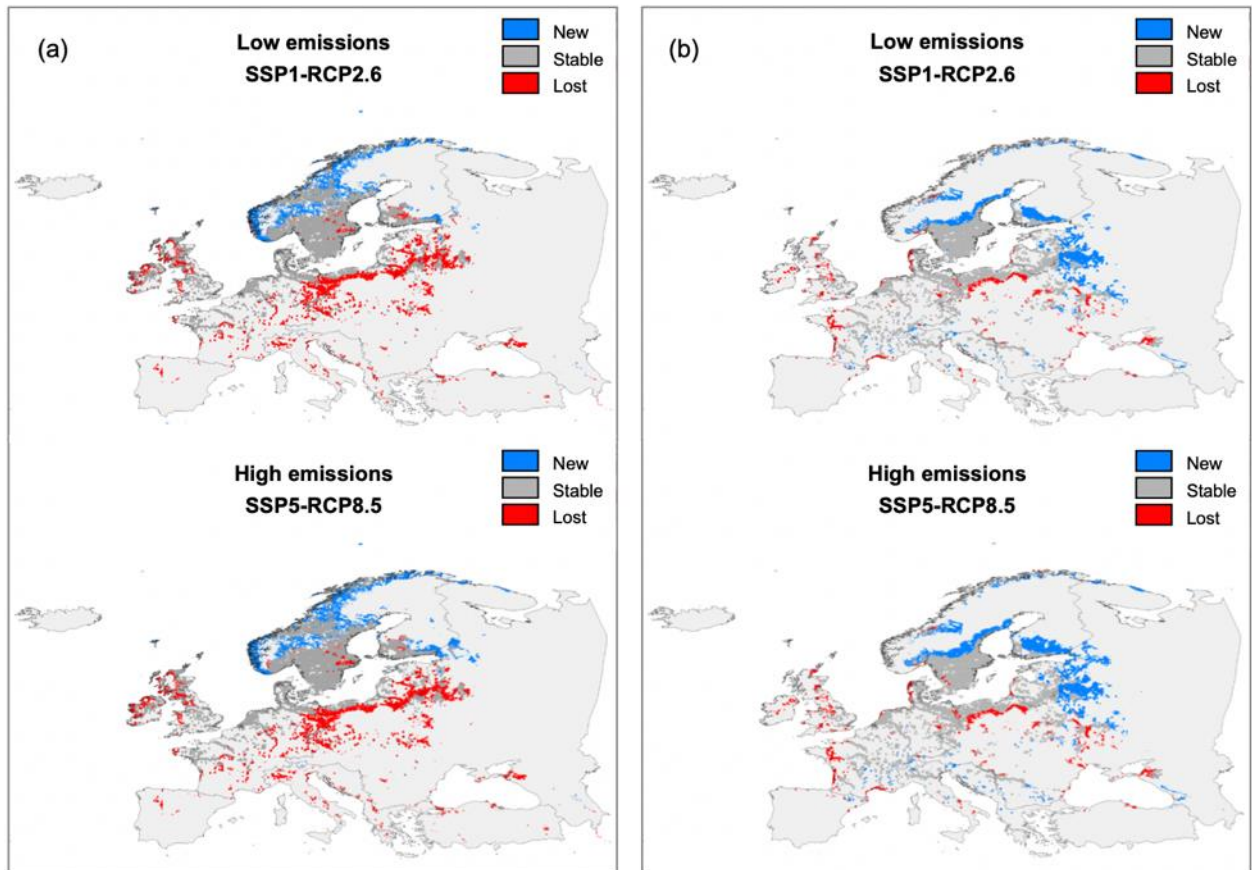 (a)
Low emissions
SSP1-RCP2.6
New
Stable
Lost
High emissions
SSP5-RCP8.5
New
Stable
Lost
(b)
Low emissions
SSP1-RCP2.6
New
Stable
Lost
High emissions
SSP5-RCP8.5
New
Stable
Lost